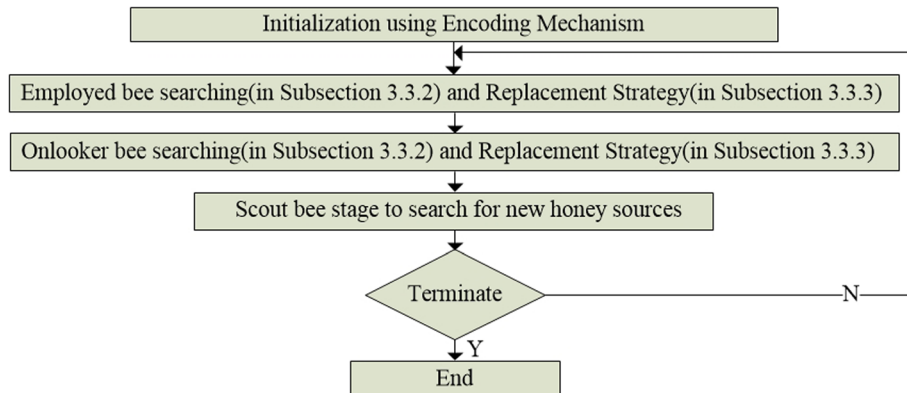 Initialization using Encoding Mechanism
Employed bee searching(in Subsection 3.3.2) and Replacement Strategy(in Subsection 3.3.3)
Onlooker bee searching(in Subsection 3.3.2) and Replacement Strategy(in Subsection 3.3.3)
Scout bee stage to search for new honey sources
Terminate
N
Y
End